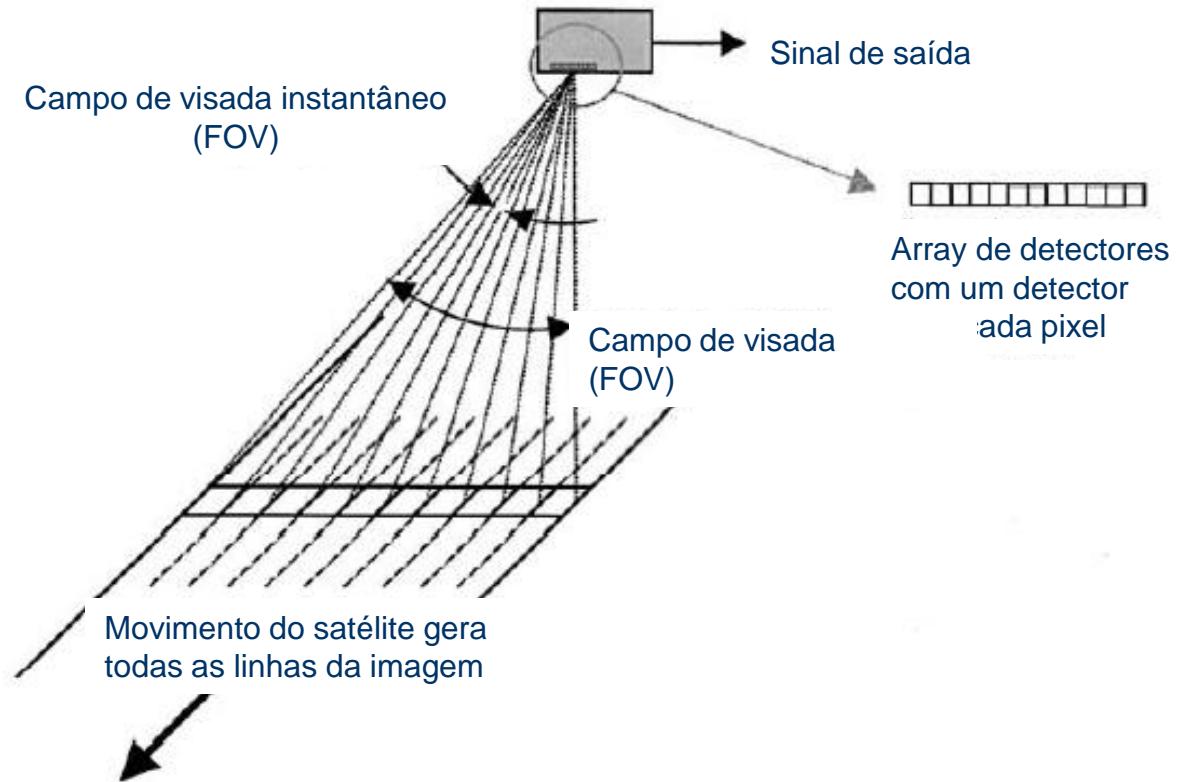 Sinal de saída
Campo de visada instantâneo
(FOV)
Array de detectores
com um detector
cada pixel
Campo de visada
(FOV)
Movimento do satélite gera
todas as linhas da imagem